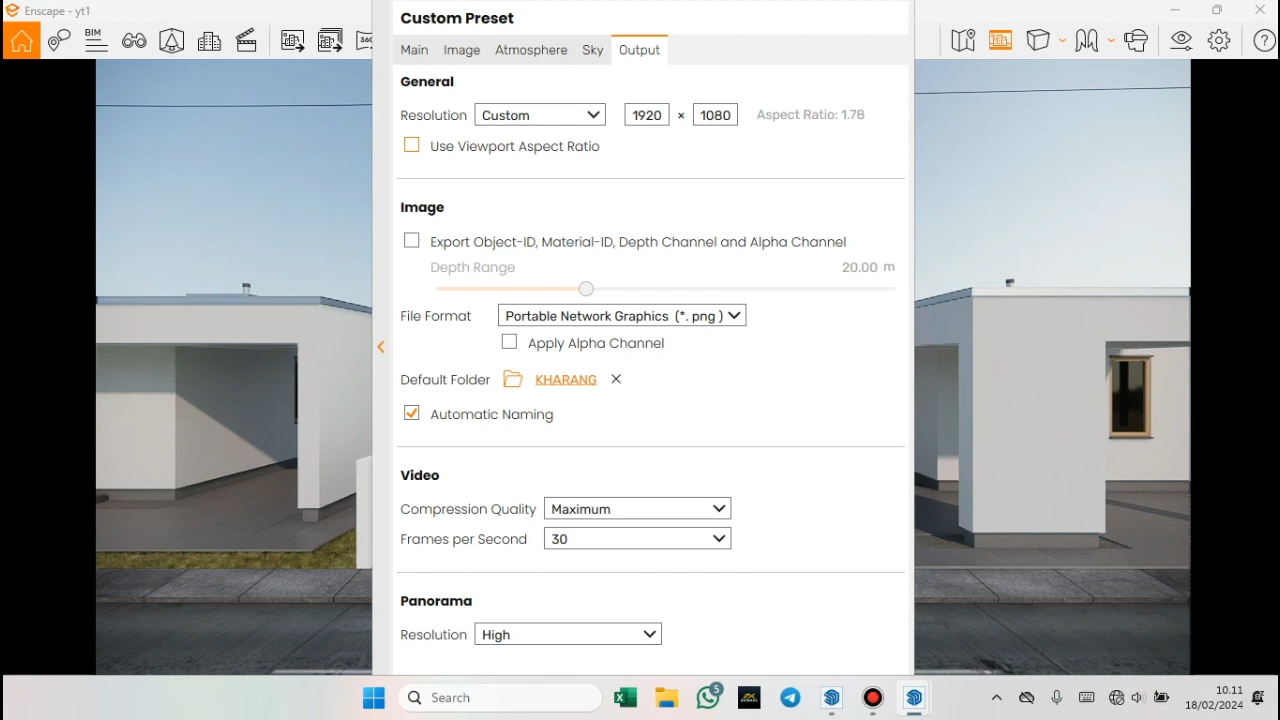 Enscape - yt1
BIM
360
Custom Preset
Main Image Atmosphere Sky Output
General
Resolution Custom 1920 × 1080 Aspect Ratio: 1.78
Use Viewport Aspect Ratio
Image
Export Object-ID, Material-ID, Depth Channel and Alpha Channel
Depth Range 20.00 m
File Format Portable Network Graphics (*. png )
Apply Alpha Channel
Default Folder KHARANG
Automatic Naming
Video
Compression Quality Maximum
Frames per Second 30
Panorama
Resolution High
Search
5
10.11
18/02/2024